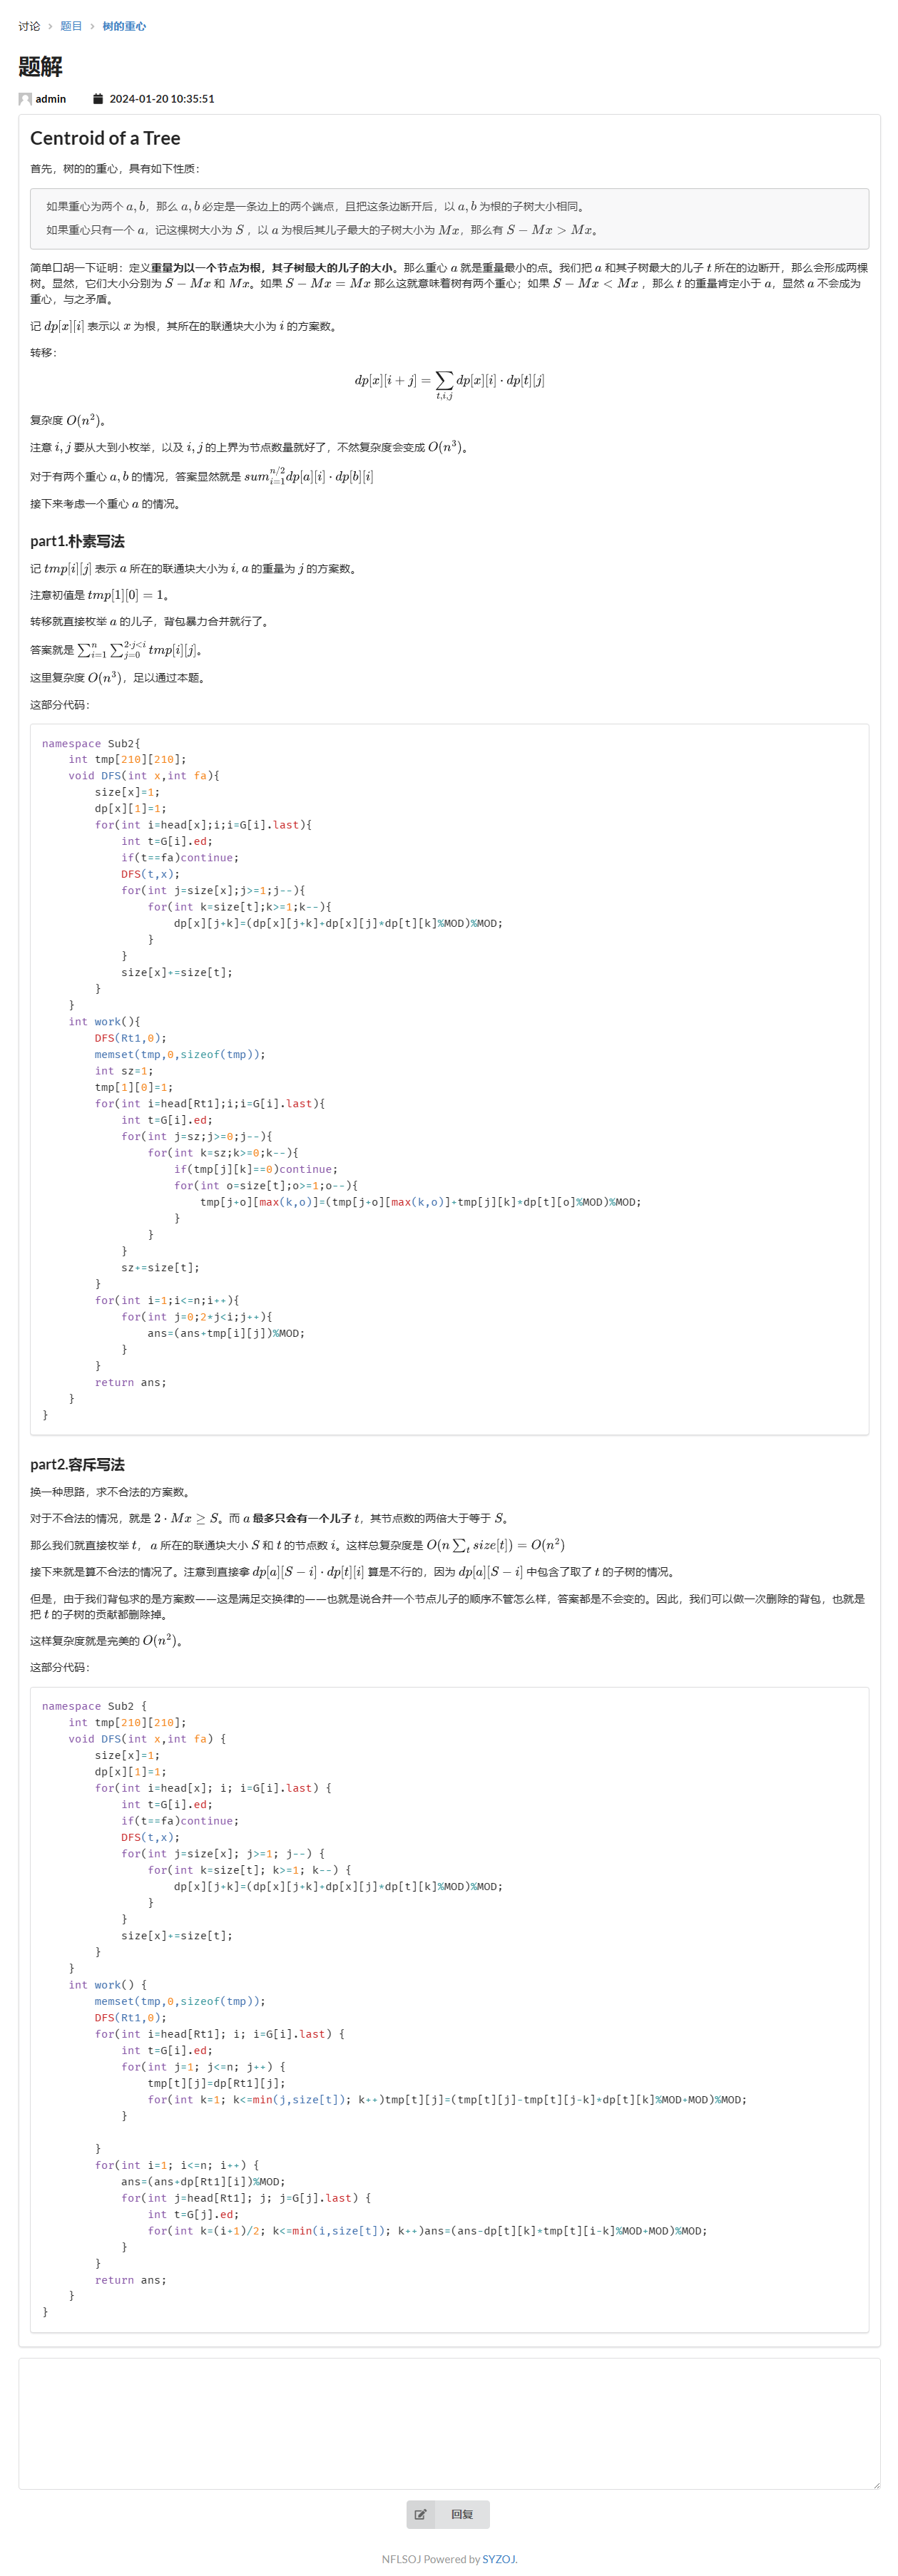 讨论 > 题目 > 树的重心
题解
admin 2024-01-20 10:35:51
Centroid of a Tree
首先，树的的重心，具有如下性质：
如果重心为两个 a, b，那么 a, b 必定是一条边上的两个端点，且把这条边断开后，以 a, b 为根的子树大小相同。
如果重心只有一个 a，记这棵树大小为 S ，以 a 为根后其儿子最大的子树大小为 Mx，那么有 S − Mx > Mx。
简单口胡一下证明：定义重量为以一个节点为根，其子树最大的儿子的大小。那么重心 a 就是重量最小的点。我们把 a 和其子树最大的儿子 t 所在的边断开，那么会形成两棵
树。显然，它们大小分别为 S − Mx 和 Mx。如果 S − Mx = Mx 那么这就意味着树有两个重心；如果 S − Mx < Mx ，那么 t 的重量肯定小于 a，显然 a 不会成为
重心，与之矛盾。
记 dp[x][i] 表示以 x 为根，其所在的联通块大小为 i 的方案数。
转移：
dp[x][i + j] = ∑_{t,i,j} dp[x][i] · dp[t][j]
复杂度 O(n²)。
注意 i, j 要从大到小枚举，以及 i, j 的上界为节点数量就好了，不然复杂度会变成 O(n³)。
对于有两个重心 a, b 的情况，答案显然就是 sum_{i=1}^{n/2} dp[a][i] · dp[b][i]
接下来考虑一个重心 a 的情况。
part1.朴素写法
记 tmp[i][j] 表示 a 所在的联通块大小为 i, a 的重量为 j 的方案数。
注意初值是 tmp[1][0] = 1。
转移就直接枚举 a 的儿子，背包暴力合并就行了。
答案就是 ∑_{i=1}^{n} ∑_{j=0}^{2·j<i} tmp[i][j]。
这里复杂度 O(n³)，足以通过本题。
这部分代码：
namespace Sub2{
    int tmp[210][210];
    void DFS(int x,int fa){
        size[x]=1;
        dp[x][1]=1;
        for(int i=head[x];i;i=G[i].last){
            int t=G[i].ed;
            if(t==fa)continue;
            DFS(t,x);
            for(int j=size[x];j>=1;j--){
                for(int k=size[t];k>=1;k--){
                    dp[x][j+k]=(dp[x][j+k]+dp[x][j]*dp[t][k]%MOD)%MOD;
                }
            }
            size[x]+=size[t];
        }
    }
    int work(){
        DFS(Rt1,0);
        memset(tmp,0,sizeof(tmp));
        int sz=1;
        tmp[1][0]=1;
        for(int i=head[Rt1];i;i=G[i].last){
            int t=G[i].ed;
            for(int j=sz;j>=0;j--){
                for(int k=sz;k>=0;k--){
                    if(tmp[j][k]==0)continue;
                    for(int o=size[t];o>=1;o--){
                        tmp[j+o][max(k,o)]=(tmp[j+o][max(k,o)]+tmp[j][k]*dp[t][o]%MOD)%MOD;
                    }
                }
            }
            sz+=size[t];
        }
        for(int i=1;i<=n;i++){
            for(int j=0;2*j<i;j++){
                ans=(ans+tmp[i][j])%MOD;
            }
        }
        return ans;
    }
}
part2.容斥写法
换一种思路，求不合法的方案数。
对于不合法的情况，就是 2 · Mx ≥ S。而 a 最多只会有一个儿子 t，其节点数的两倍大于等于 S。
那么我们就直接枚举 t， a 所在的联通块大小 S 和 t 的节点数 i。这样总复杂度是 O(n ∑_t size[t]) = O(n²)
接下来就是算不合法的情况了。注意到直接拿 dp[a][S − i] · dp[t][i] 算是不行的，因为 dp[a][S − i] 中包含了取了 t 的子树的情况。
但是，由于我们背包求的是方案数——这是满足交换律的——也就是说合并一个节点儿子的顺序不管怎么样，答案都是不会变的。因此，我们可以做一次删除的背包，也就是
把 t 的子树的贡献都删除掉。
这样复杂度就是完美的 O(n²)。
这部分代码：
namespace Sub2 {
    int tmp[210][210];
    void DFS(int x,int fa) {
        size[x]=1;
        dp[x][1]=1;
        for(int i=head[x]; i; i=G[i].last) {
            int t=G[i].ed;
            if(t==fa)continue;
            DFS(t,x);
            for(int j=size[x]; j>=1; j--) {
                for(int k=size[t]; k>=1; k--) {
                    dp[x][j+k]=(dp[x][j+k]+dp[x][j]*dp[t][k]%MOD)%MOD;
                }
            }
            size[x]+=size[t];
        }
    }
    int work() {
        memset(tmp,0,sizeof(tmp));
        DFS(Rt1,0);
        for(int i=head[Rt1]; i; i=G[i].last) {
            int t=G[i].ed;
            for(int j=1; j<=n; j++) {
                tmp[t][j]=dp[Rt1][j];
                for(int k=1; k<=min(j,size[t]); k++)tmp[t][j]=(tmp[t][j]-tmp[t][j-k]*dp[t][k]%MOD+MOD)%MOD;
            }

        }
        for(int i=1; i<=n; i++) {
            ans=(ans+dp[Rt1][i])%MOD;
            for(int j=head[Rt1]; j; j=G[j].last) {
                int t=G[j].ed;
                for(int k=(i+1)/2; k<=min(i,size[t]); k++)ans=(ans-dp[t][k]*tmp[t][i-k]%MOD+MOD)%MOD;
            }
        }
        return ans;
    }
}
回复
NFLSOJ Powered by SYZOJ.